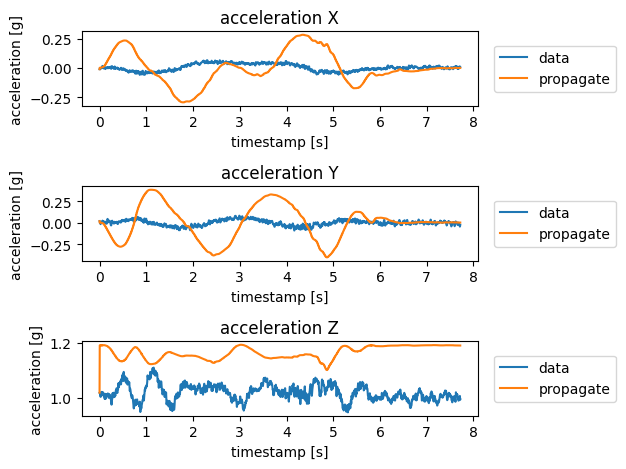 acceleration X
acceleration [g]
0.25
0.00
−0.25
0 1 2 3 4 5 6 7 8
timestamp [s]
data
propagate
acceleration Y
acceleration [g]
0.25
0.00
−0.25
0 1 2 3 4 5 6 7 8
timestamp [s]
data
propagate
acceleration Z
acceleration [g]
1.2
1.0
0 1 2 3 4 5 6 7 8
timestamp [s]
data
propagate